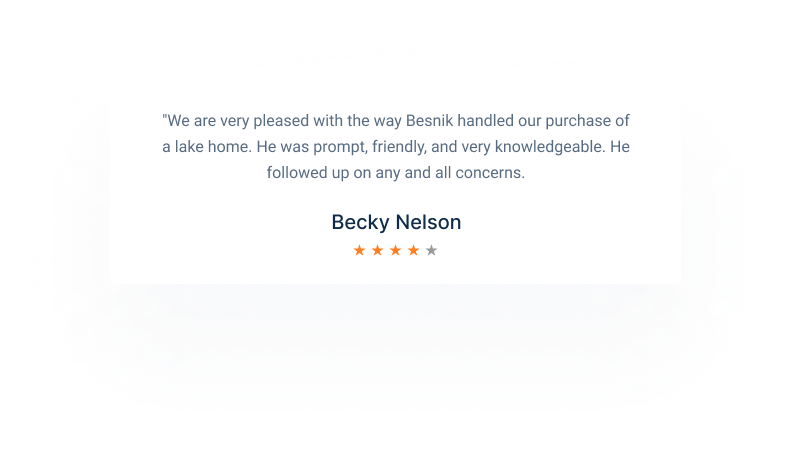 "We are very pleased with the way Besnik handled our purchase of
a lake home. He was prompt, friendly, and very knowledgeable. He
followed up on any and all concerns.
Becky Nelson